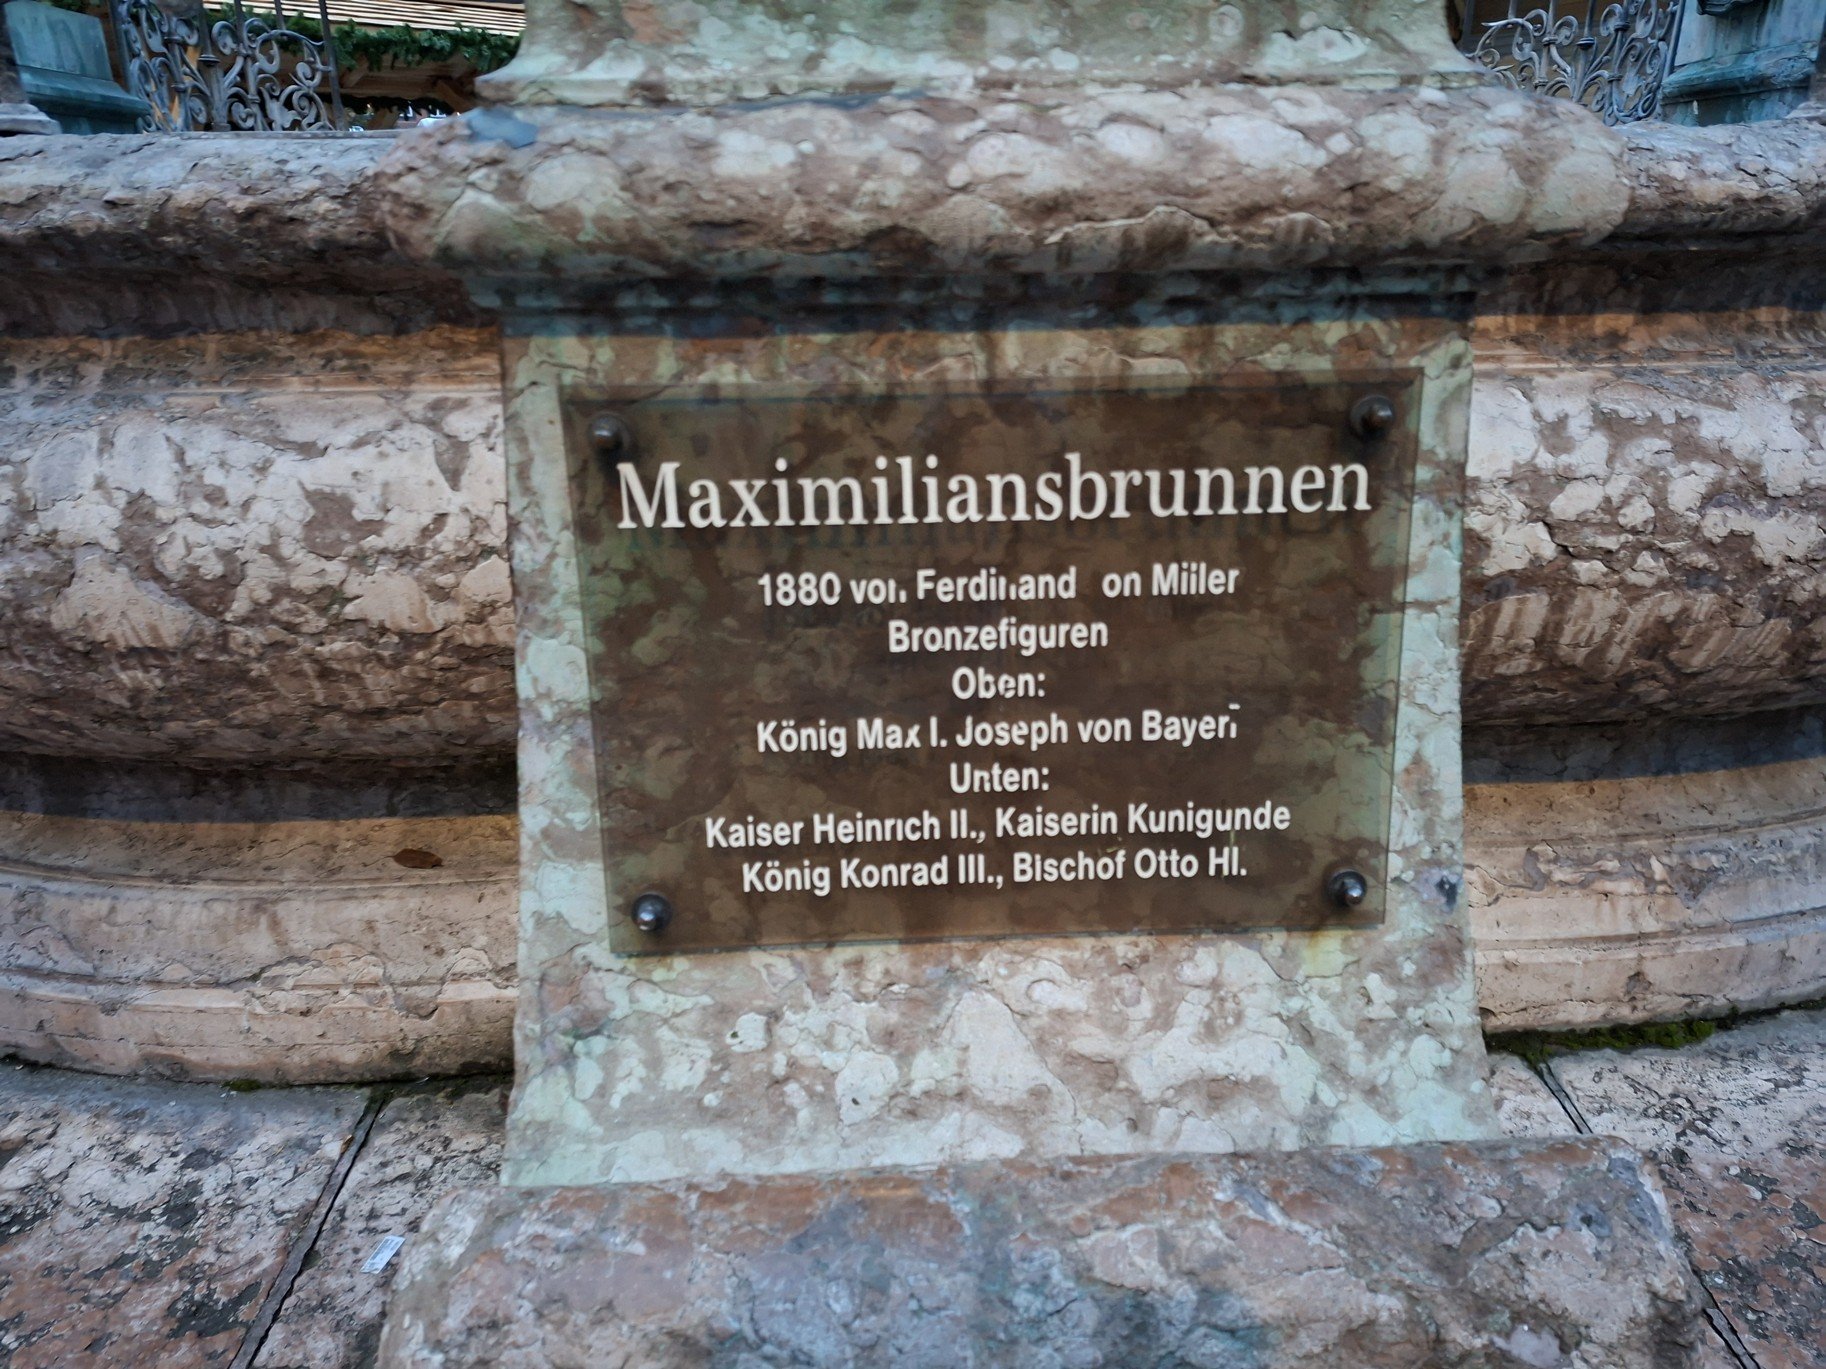 Maximiliansbrunnen
1880 von Ferdinand on Miller
Bronzefiguren
Oben:
König Max I. Joseph von Bayern
Unten:
Kaiser Heinrich II., Kaiserin Kunigunde
König Konrad III., Bischof Otto Hl.